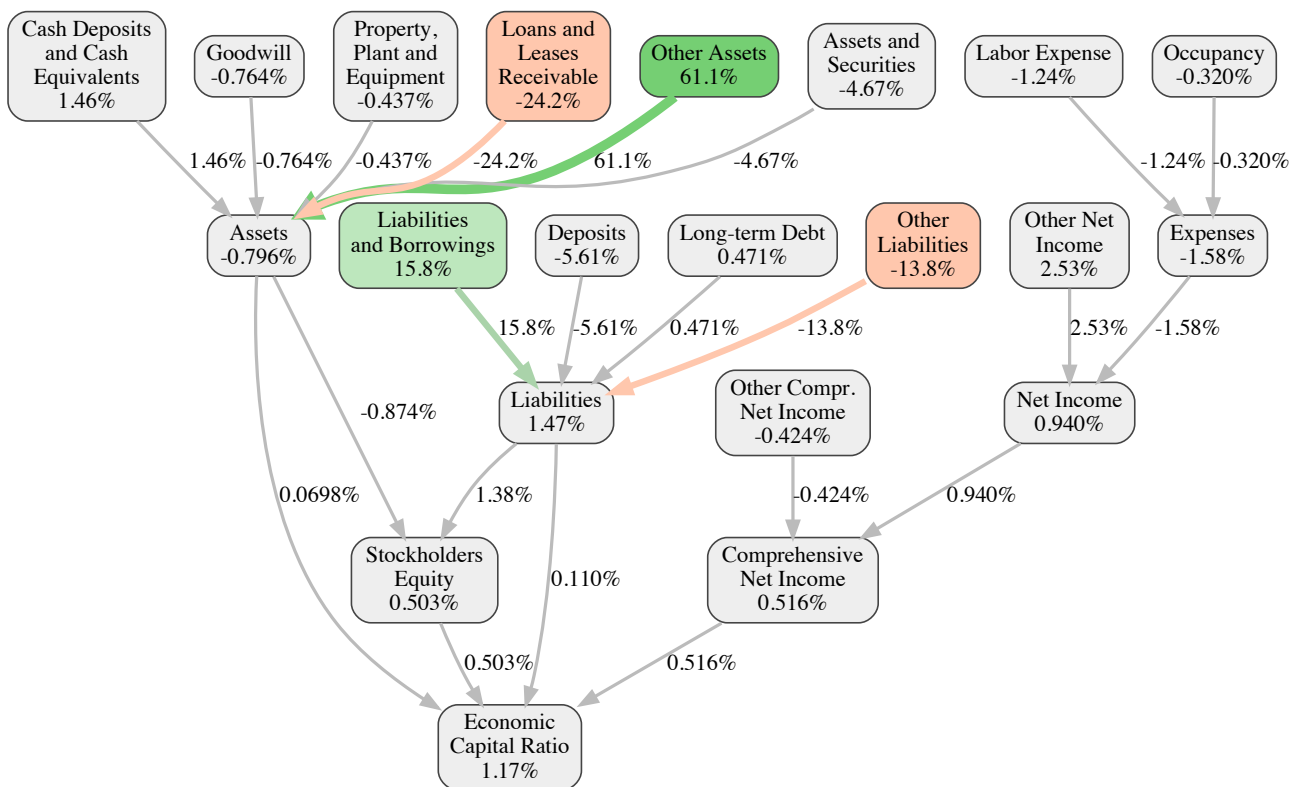 Cash Deposits
and Cash
Equivalents
1.46%
Goodwill
-0.764%
Property,
Plant and
Equipment
-0.437%
Loans and
Leases
Receivable
-24.2%
Other Assets
61.1%
Assets and
Securities
-4.67%
Labor Expense
-1.24%
Occupancy
-0.320%
1.46%
-0.764%
-0.437%
-24.2%
61.1%
-4.67%
-1.24%
-0.320%
Assets
-0.796%
Liabilities
and Borrowings
15.8%
Deposits
-5.61%
Long-term Debt
0.471%
Other
Liabilities
-13.8%
Other Net
Income
2.53%
Expenses
-1.58%
15.8%
-5.61%
0.471%
-13.8%
2.53%
-1.58%
-0.874%
Liabilities
1.47%
Other Compr.
Net Income
-0.424%
Net Income
0.940%
0.0698%
1.38%
-0.424%
0.940%
Stockholders
Equity
0.503%
0.110%
Comprehensive
Net Income
0.516%
0.503%
0.516%
Economic
Capital Ratio
1.17%